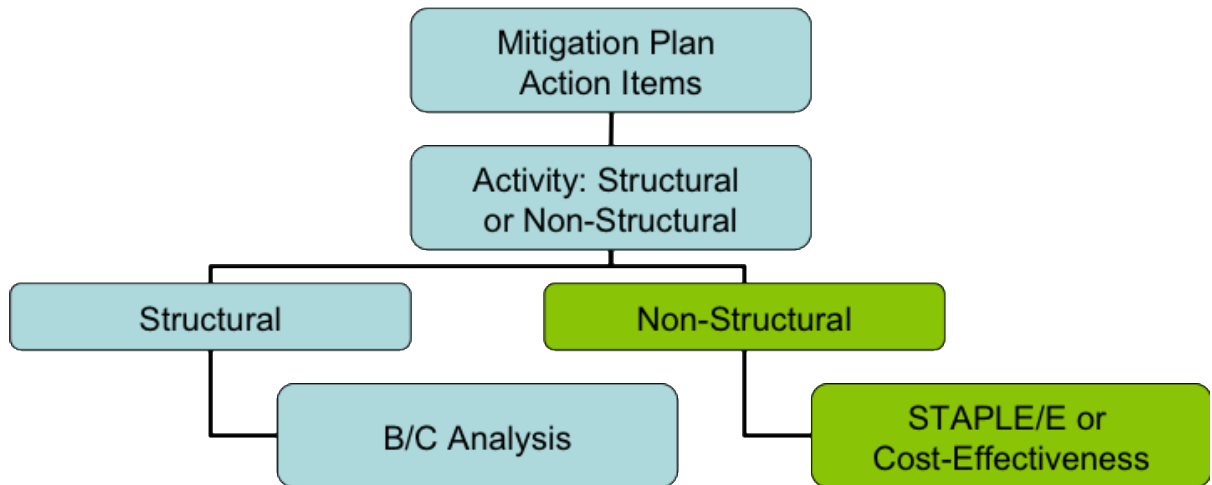 Mitigation Plan
Action Items
Activity: Structural
or Non-Structural
Structural
Non-Structural
B/C Analysis
STAPLE/E or
Cost-Effectiveness